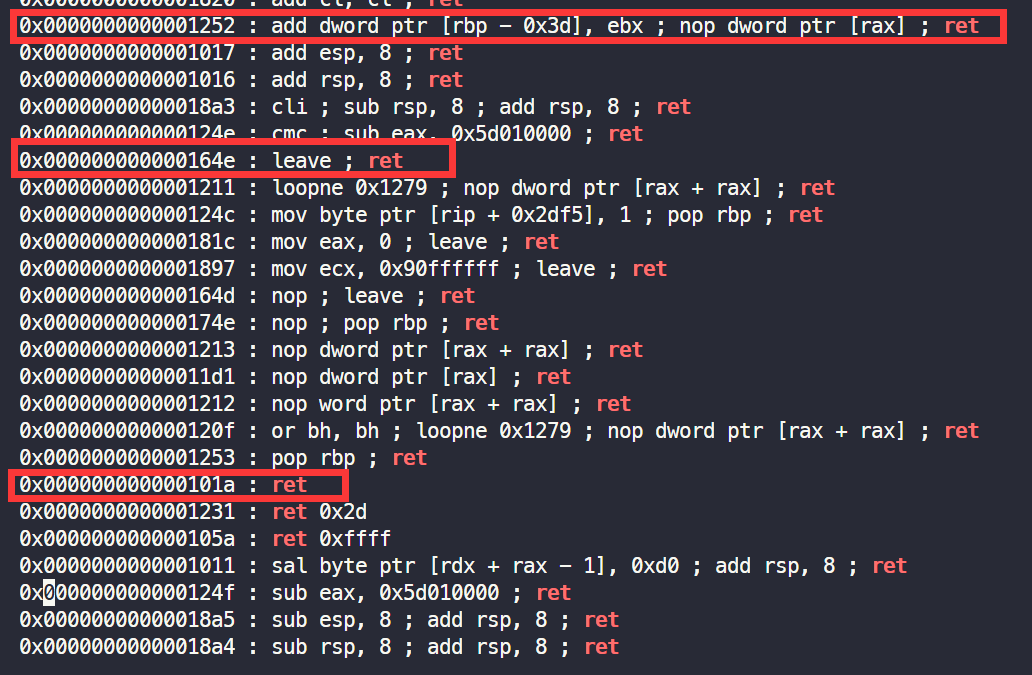 0x0000000000001820 : add cl, cl ; ret
0x0000000000001252 : add dword ptr [rbp - 0x3d], ebx ; nop dword ptr [rax] ; ret
0x0000000000001017 : add esp, 8 ; ret
0x0000000000001016 : add rsp, 8 ; ret
0x00000000000018a3 : cli ; sub rsp, 8 ; add rsp, 8 ; ret
0x000000000000124e : cmc ; sub eax, 0x5d010000 ; ret
0x000000000000164e : leave ; ret
0x0000000000001211 : loopne 0x1279 ; nop dword ptr [rax + rax] ; ret
0x000000000000124c : mov byte ptr [rip + 0x2df5], 1 ; pop rbp ; ret
0x000000000000181c : mov eax, 0 ; leave ; ret
0x0000000000001897 : mov ecx, 0x90ffffff ; leave ; ret
0x000000000000164d : nop ; leave ; ret
0x000000000000174e : nop ; pop rbp ; ret
0x0000000000001213 : nop dword ptr [rax + rax] ; ret
0x00000000000011d1 : nop dword ptr [rax] ; ret
0x0000000000001212 : nop word ptr [rax + rax] ; ret
0x000000000000120f : or bh, bh ; loopne 0x1279 ; nop dword ptr [rax + rax] ; ret
0x0000000000001253 : pop rbp ; ret
0x000000000000101a : ret
0x0000000000001231 : ret 0x2d
0x000000000000105a : ret 0xffff
0x0000000000001011 : sal byte ptr [rdx + rax - 1], 0xd0 ; add rsp, 8 ; ret
0x000000000000124f : sub eax, 0x5d010000 ; ret
0x00000000000018a5 : sub esp, 8 ; add rsp, 8 ; ret
0x00000000000018a4 : sub rsp, 8 ; add rsp, 8 ; ret